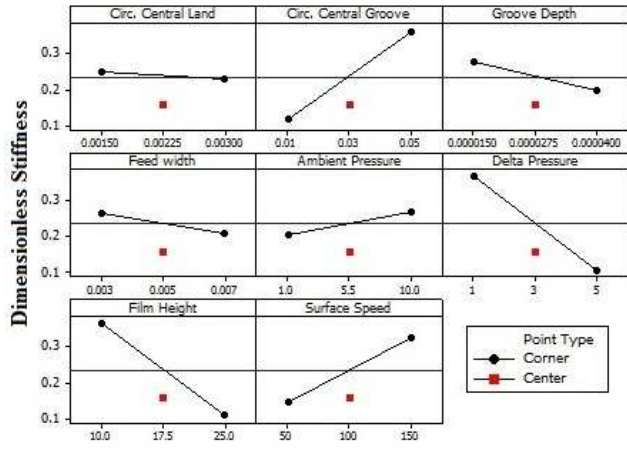 Circ. Central Land Circ. Central Groove Groove Depth
0.3
0.2
0.1
0.00150 0.00225 0.00300 0.01 0.03 0.05 0.0000150 0.0000275 0.0000400
Feed width Ambient Pressure Delta Pressure
0.3
0.2
0.1
0.003 0.005 0.007 1.0 5.5 10.0 1 3 5
Film Height Surface Speed
0.3
0.2
0.1
10.0 17.5 25.0 50 100 150
Dimensionless Stiffness
Point Type
Corner
Center